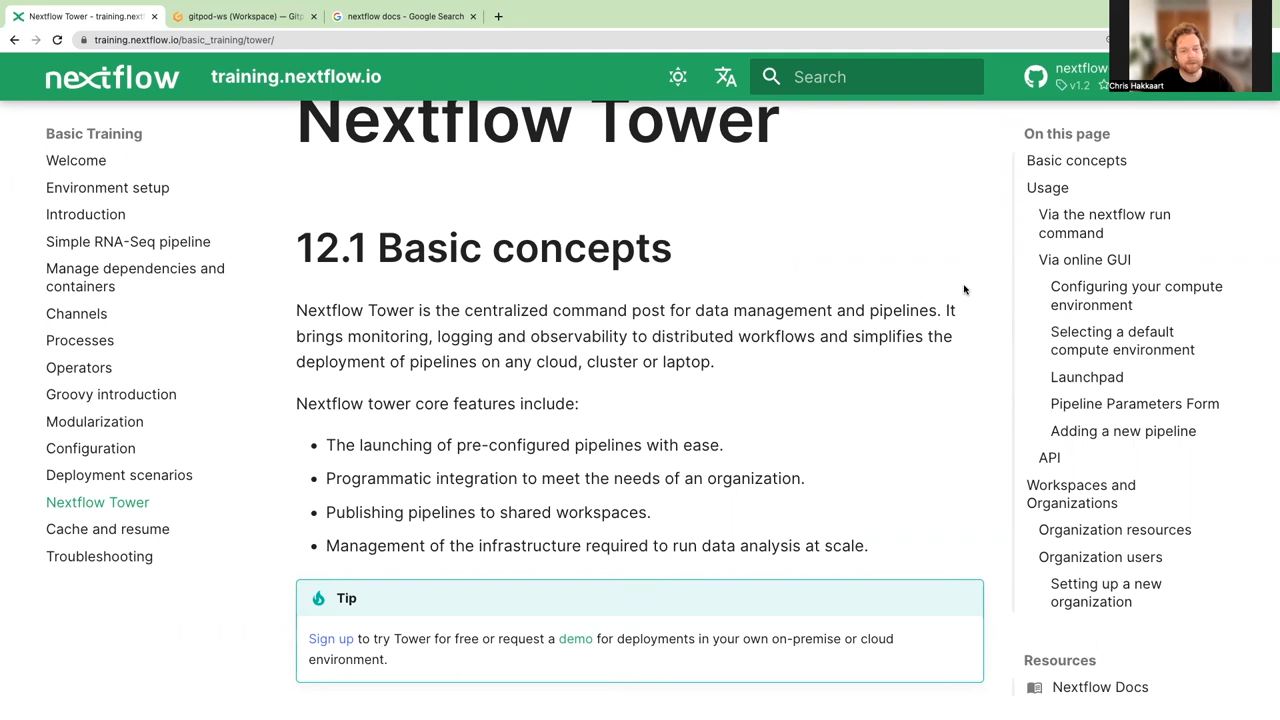 Nextflow Tower - training.nextf
gitpod-ws (Workspace) — Gitp
nextflow docs - Google Search
training.nextflow.io/basic_training/tower/
nextflow
training.nextflow.io
Search
nextflow
v1.2
Chris Hakkaart
Basic Training
Welcome
Environment setup
Introduction
Simple RNA-Seq pipeline
Manage dependencies and
containers
Channels
Processes
Operators
Groovy introduction
Modularization
Configuration
Deployment scenarios
Nextflow Tower
Cache and resume
Troubleshooting
Nextflow Tower
12.1 Basic concepts
Nextflow Tower is the centralized command post for data management and pipelines. It
brings monitoring, logging and observability to distributed workflows and simplifies the
deployment of pipelines on any cloud, cluster or laptop.
Nextflow tower core features include:
• The launching of pre-configured pipelines with ease.
• Programmatic integration to meet the needs of an organization.
• Publishing pipelines to shared workspaces.
• Management of the infrastructure required to run data analysis at scale.
Tip
Sign up to try Tower for free or request a demo for deployments in your own on-premise or cloud
environment.
On this page
Basic concepts
Usage
Via the nextflow run
command
Via online GUI
Configuring your compute
environment
Selecting a default
compute environment
Launchpad
Pipeline Parameters Form
Adding a new pipeline
API
Workspaces and
Organizations
Organization resources
Organization users
Setting up a new
organization
Resources
Nextflow Docs